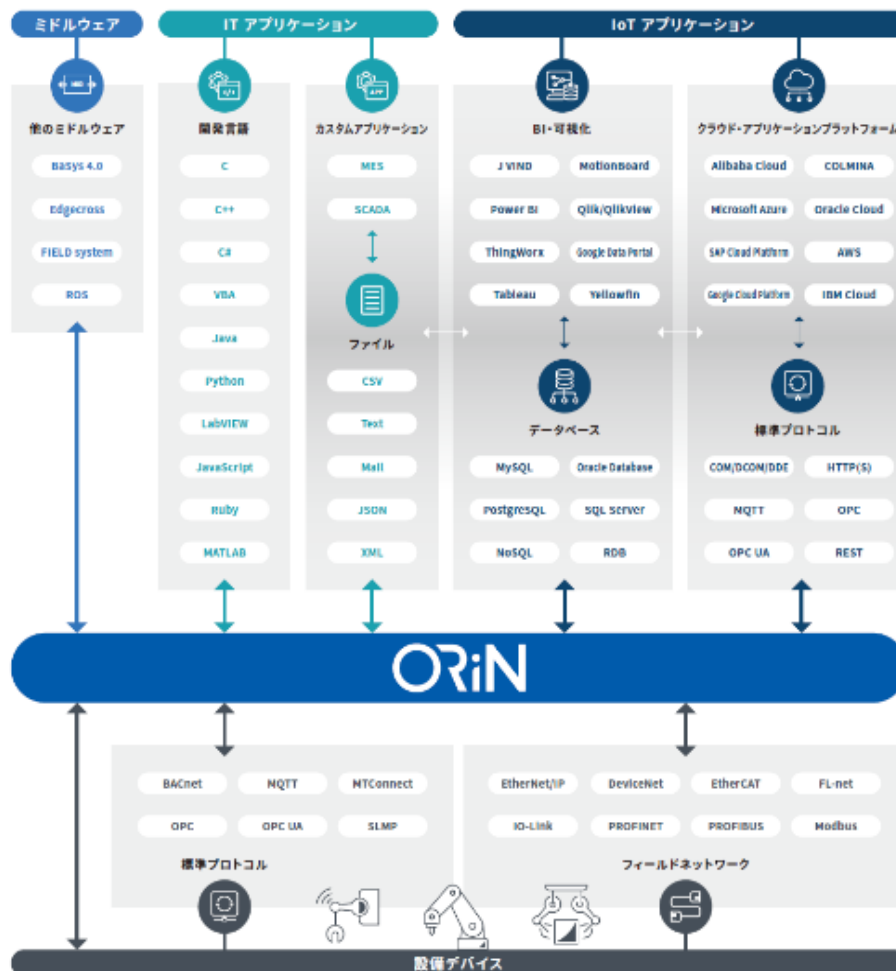 ミドルウェア
IT アプリケーション
IoT アプリケーション
他のミドルウェア
BaSys 4.0
Edgecross
FIELD system
ROS
開発言語
C
C++
C#
VBA
Java
Python
LabVIEW
JavaScript
Ruby
MATLAB
カスタムアプリケーション
MES
SCADA
ファイル
CSV
Text
Mail
JSON
XML
BI・可視化
J VIND MotionBoard
Power BI Qlik/QlikView
ThingWorx Google Data Portal
Tableau Yellowfin
データベース
MySQL Oracle Database
PostgreSQL SQL Server
NoSQL RDB
クラウド・アプリケーションプラットフォーム
Alibaba Cloud COLMINA
Microsoft Azure Oracle Cloud
SAP Cloud Platform AWS
Google Cloud Platform IBM Cloud
標準プロトコル
COM/DCOM/DDE HTTP(S)
MQTT OPC
OPC UA REST
ORiN
BACnet MQTT MTConnect
OPC OPC UA SLMP
標準プロトコル
EtherNet/IP DeviceNet EtherCAT FL-net
IO-Link PROFINET PROFIBUS Modbus
フィールドネットワーク
設備デバイス